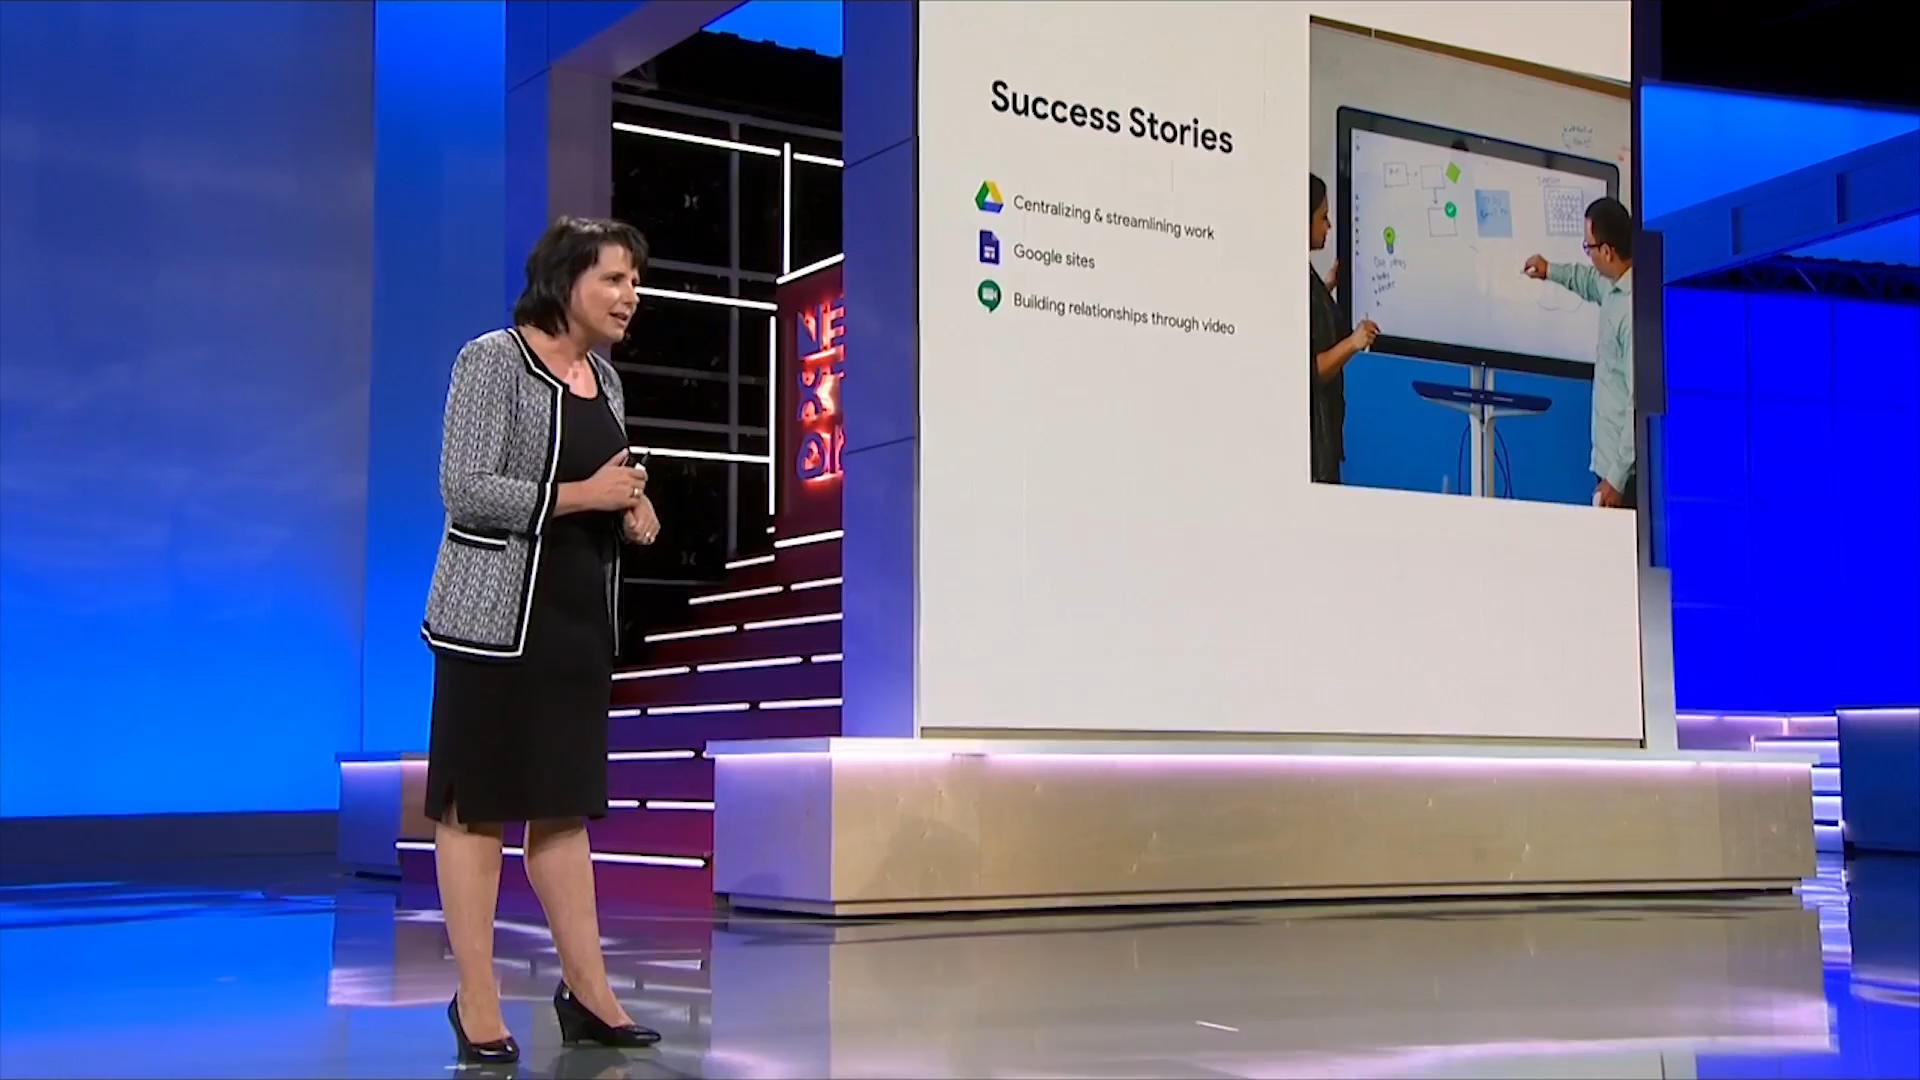 Success Stories
Centralizing & streamlining work
Google sites
Building relationships through video